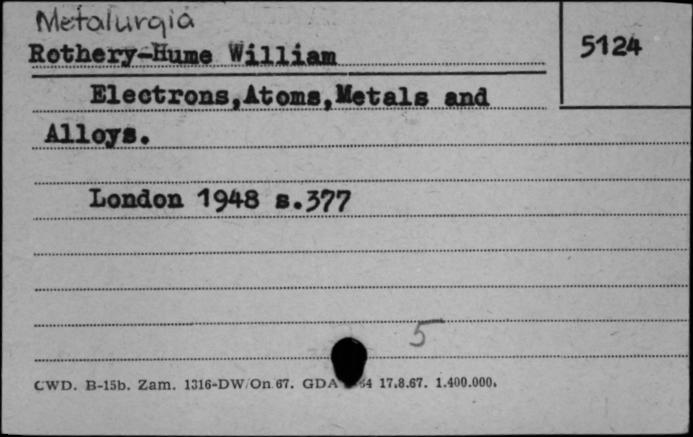 Metalurgia
Rothery-Hume William
5124
Electrons,Atoms,Metals and
Alloys.
London 1948 s.377
5
CWD. B-15b. Zam. 1316-DW/On 67. GDA 64 17.8.67. 1.400.000.